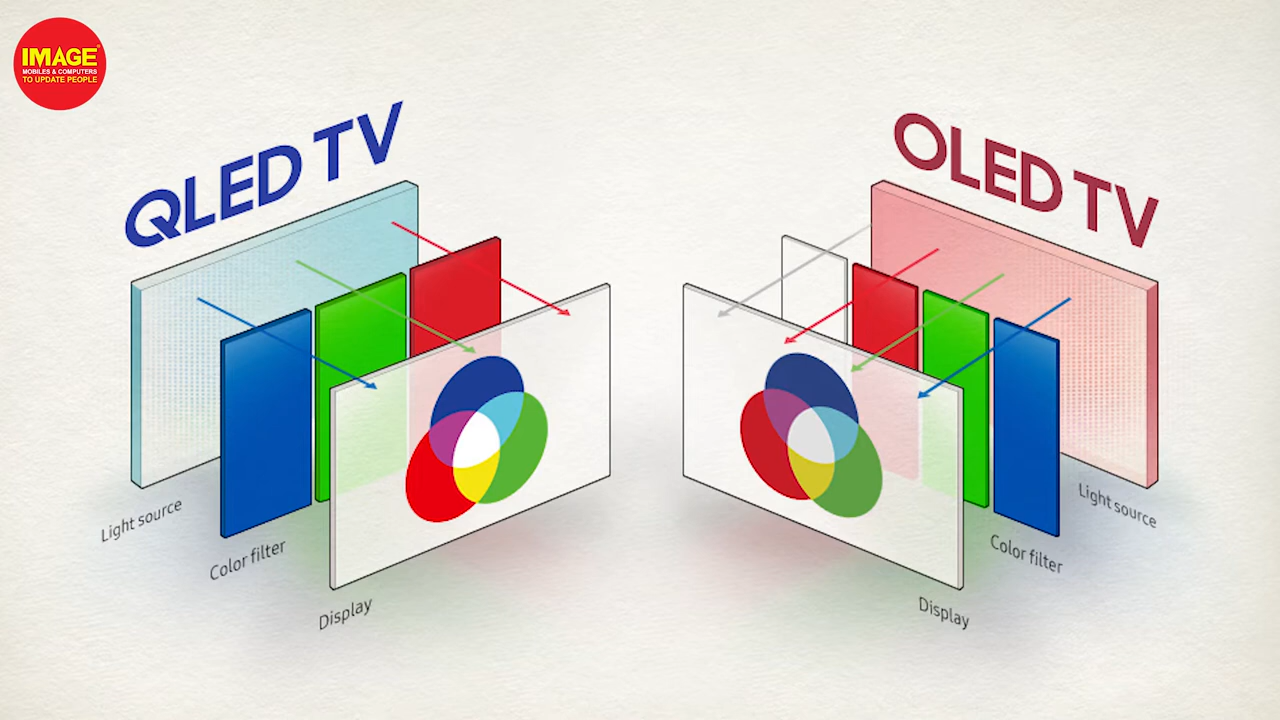 IMAGE
MOBILES & COMPUTERS
TO UPDATE PEOPLE
QLED TV
OLED TV
Light source
Color filter
Display
Light source
Color filter
Display